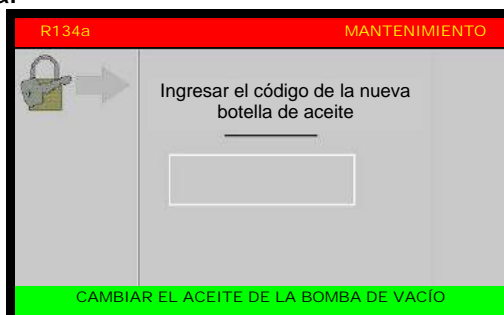 R134a MANTENIMIENTO
Ingresar el código de la nueva
botella de aceite
CAMBIAR EL ACEITE DE LA BOMBA DE VACÍO